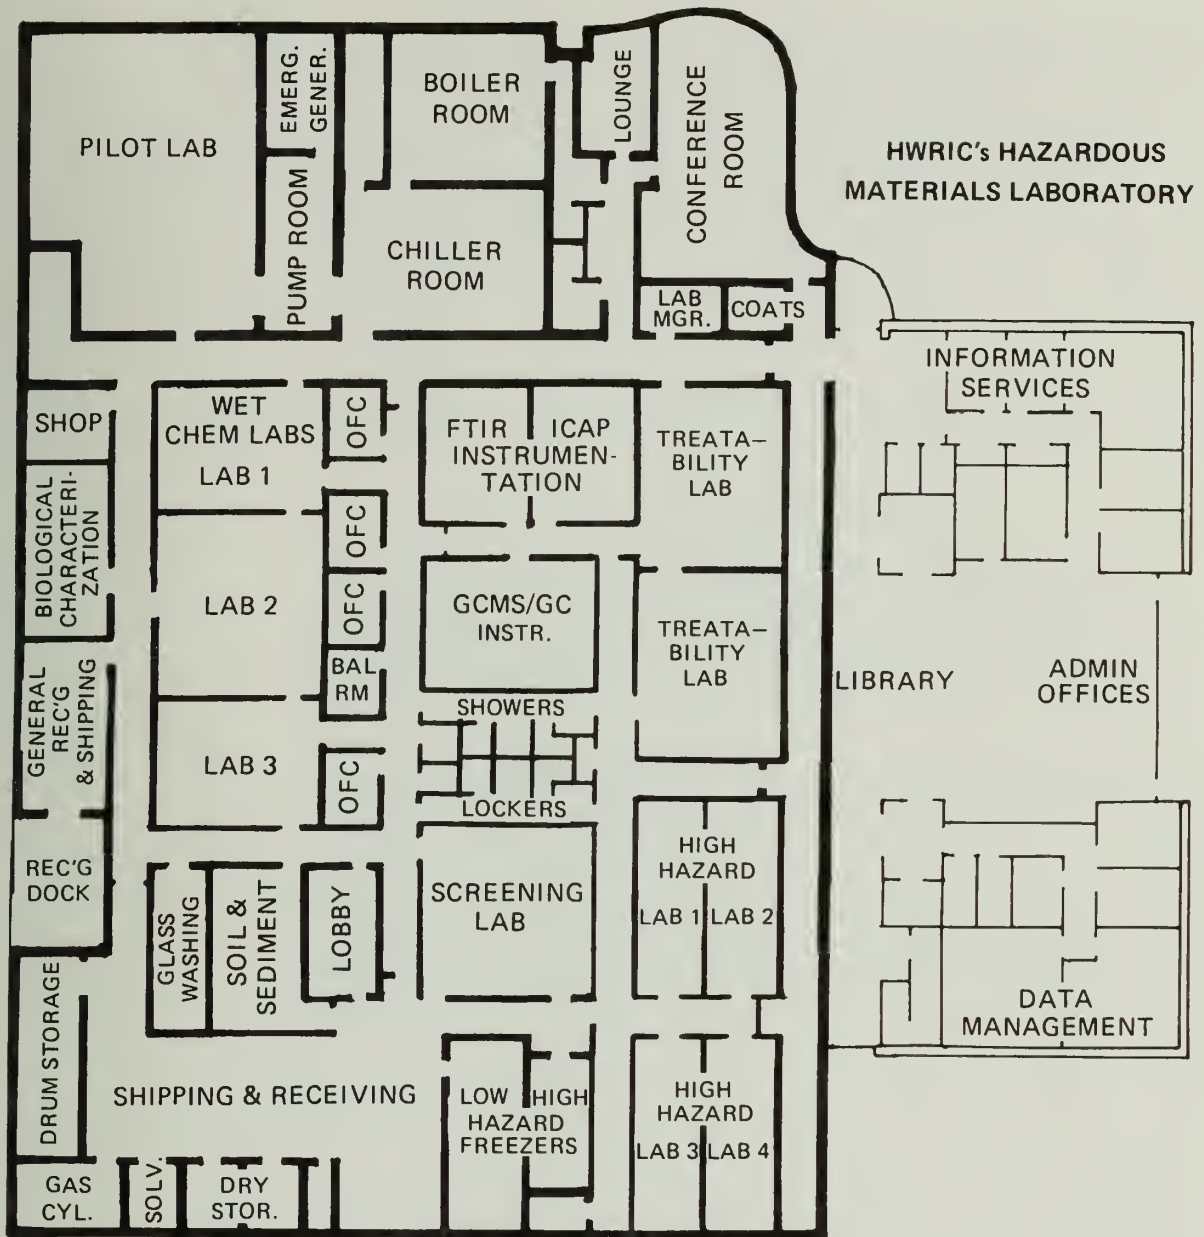 HWRIC's HAZARDOUS
MATERIALS LABORATORY
PILOT LAB
EMERG.
GENER.
PUMP ROOM
BOILER
ROOM
CHILLER
ROOM
LOUNGE
CONFERENCE
ROOM
LAB
MGR.
COATS
INFORMATION
SERVICES
SHOP
WET
CHEM LABS
LAB 1
OFC
FTIR ICAP
INSTRUMEN-
TATION
TREATA–
BILITY
LAB
BIOLOGICAL
CHARACTERI-
ZATION
OFC
LAB 2
OFC
GCMS/GC
INSTR.
TREATA–
BILITY
LAB
LIBRARY
ADMIN
OFFICES
BAL
RM
GENERAL
REC'G
& SHIPPING
SHOWERS
LAB 3
OFC
LOCKERS
REC'G
DOCK
GLASS
WASHING
SOIL &
SEDIMENT
LOBBY
SCREENING
LAB
HIGH
HAZARD
LAB 1 LAB 2
DATA
MANAGEMENT
DRUM STORAGE
SHIPPING & RECEIVING
LOW HIGH
HAZARD
FREEZERS
HIGH
HAZARD
LAB 3 LAB 4
GAS
CYL.
SOLV.
DRY
STOR.